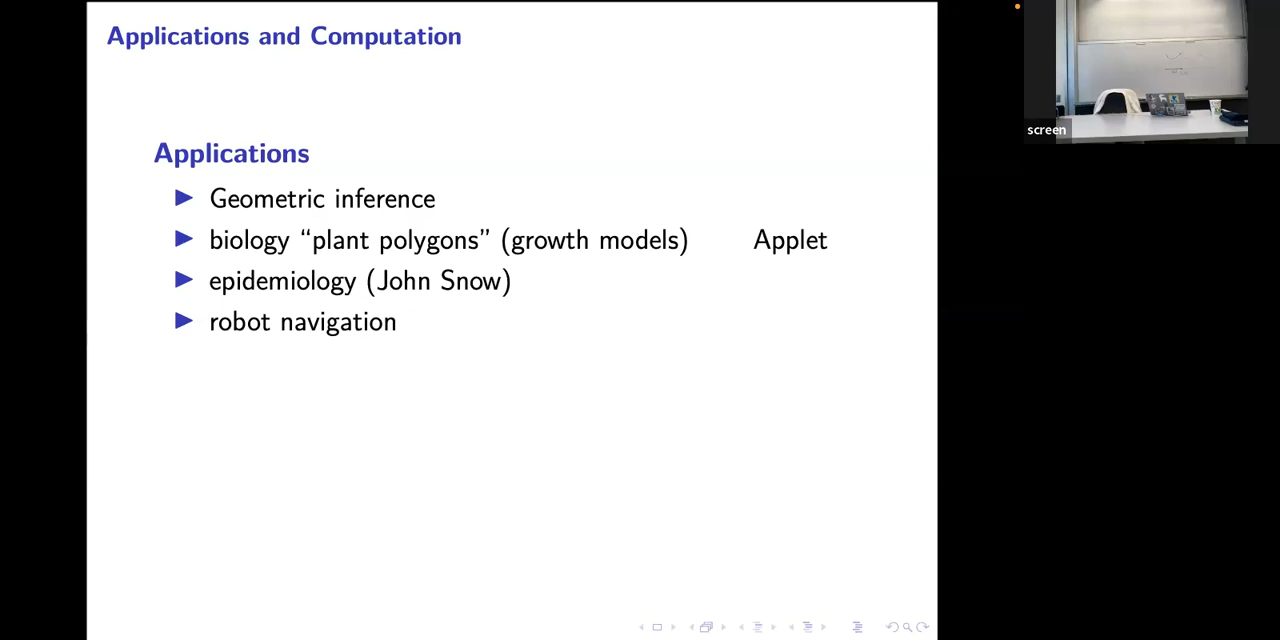 Applications and Computation
Applications
Geometric inference
biology “plant polygons” (growth models) Applet
epidemiology (John Snow)
robot navigation
screen